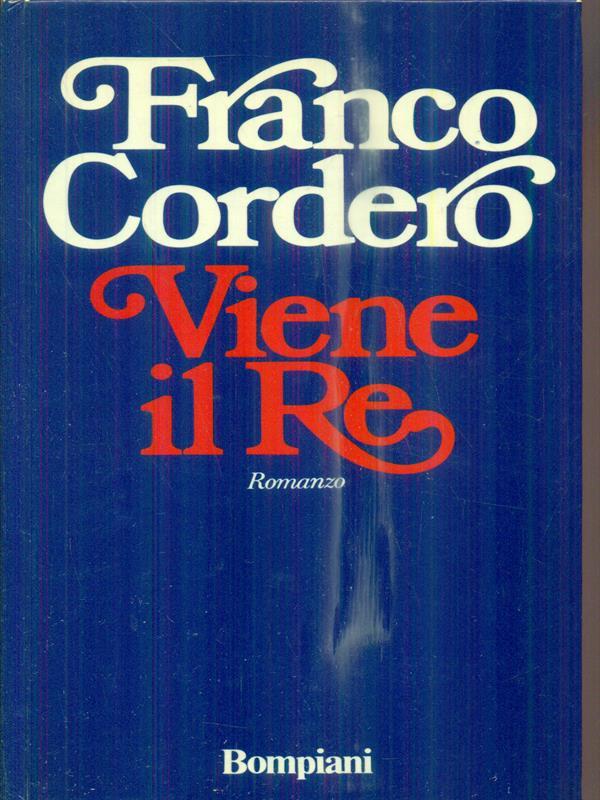 Franco
Cordero
Viene
il Re
Romanzo
Bompiani